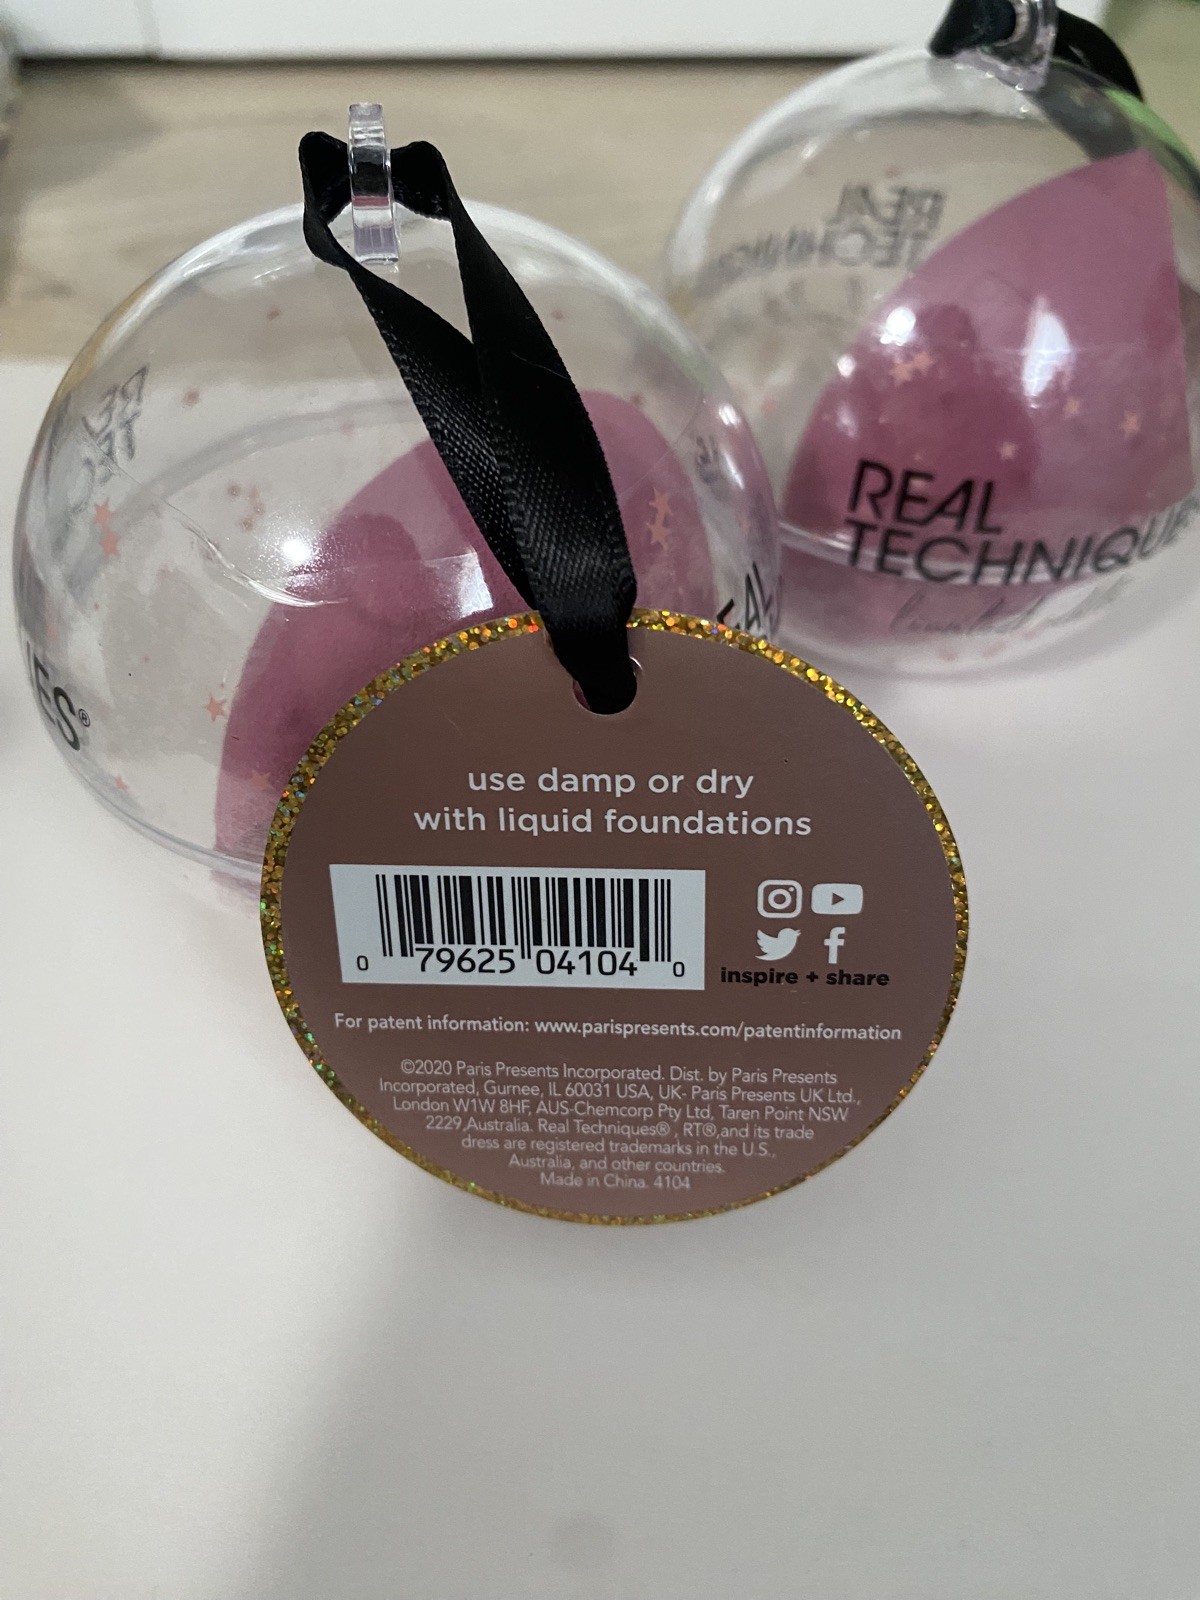 REAL
TECHNIQUE
limited
ES®
use damp or dry
with liquid foundations
0 79625 04104 0
inspire + share
For patent information: www.parispresents.com/patentinformation
©2020 Paris Presents Incorporated. Dist. by Paris Presents
Incorporated, Gurnee, IL 60031 USA, UK- Paris Presents UK Ltd.,
London W1W 8HF, AUS-Chemcorp Pty Ltd, Taren Point NSW
2229,Australia. Real Techniques® , RT®,and its trade
dress are registered trademarks in the U.S.,
Australia, and other countries.
Made in China. 4104